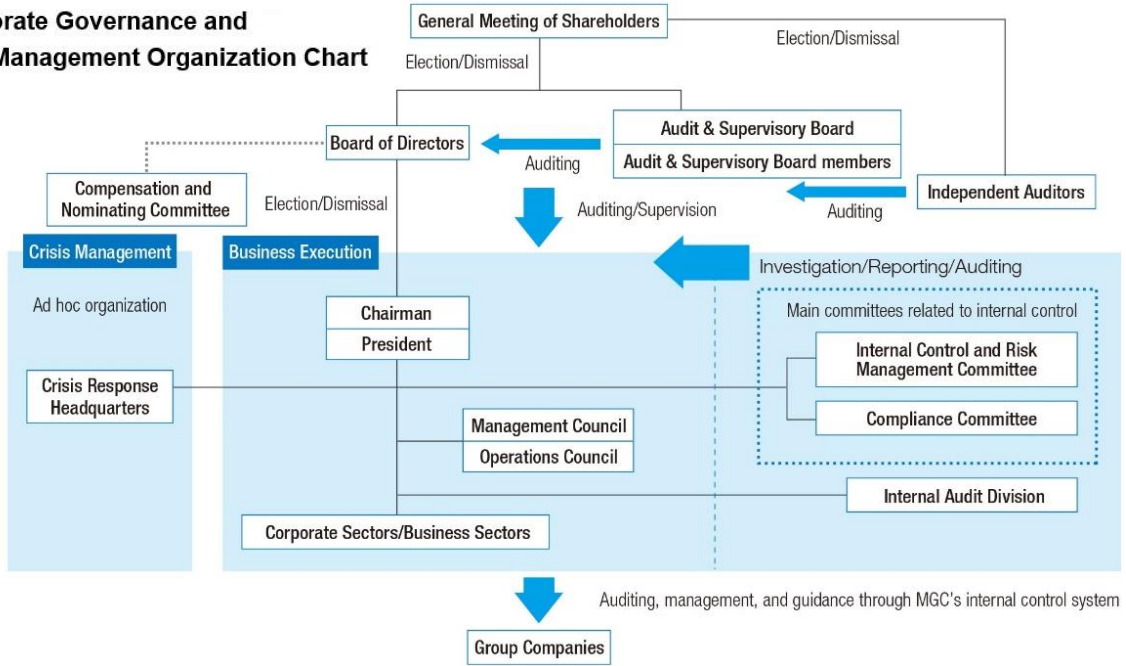 orate Governance and
Management Organization Chart
General Meeting of Shareholders
Election/Dismissal
Election/Dismissal
Board of Directors
Auditing
Audit & Supervisory Board
Audit & Supervisory Board members
Compensation and
Nominating Committee
Election/Dismissal
Auditing/Supervision
Auditing
Independent Auditors
Crisis Management
Business Execution
Investigation/Reporting/Auditing
Ad hoc organization
Chairman
President
Main committees related to internal control
Internal Control and Risk
Management Committee
Crisis Response
Headquarters
Compliance Committee
Management Council
Operations Council
Internal Audit Division
Corporate Sectors/Business Sectors
Auditing, management, and guidance through MGC's internal control system
Group Companies